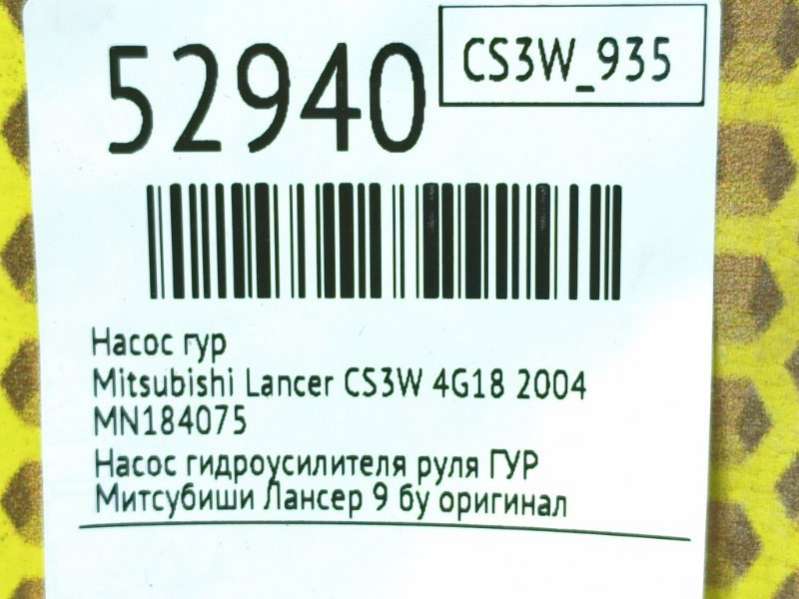 52940
CS3W_935
Насос гур
Mitsubishi Lancer CS3W 4G18 2004
MN184075
Насос гидроусилителя руля ГУР
Митсубиши Лансер 9 бу оригинал